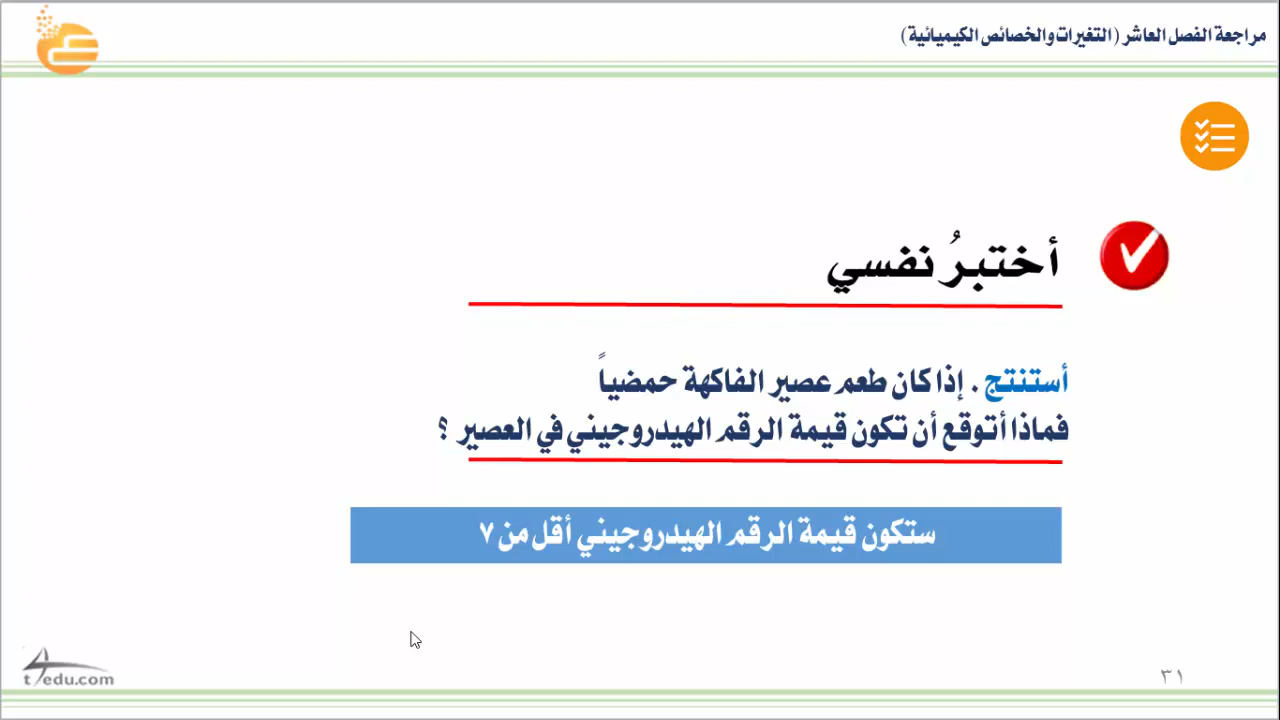 مراجعة الفصل العاشر (التغيرات والخصائص الكيميائية)
أختبرُ نفسي
أستنتج . إذا كان طعم عصير الفاكهة حمضياً
فماذا أتوقع أن تكون قيمة الرقم الهيدروجيني في العصير ؟
ستكون قيمة الرقم الهيدروجيني أقل من ٧
t4edu.com
٣١